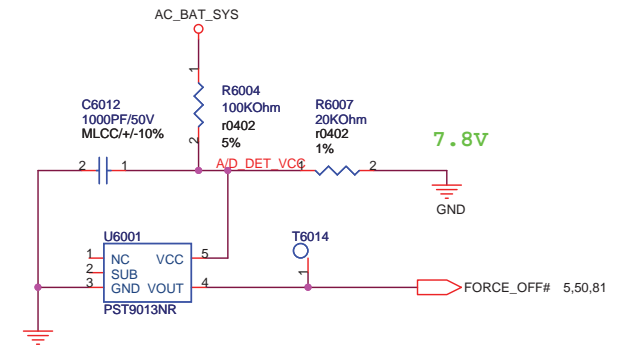 AC_BAT_SYS
1
C6012
1000PF/50V
MLCC/+/-10%
R6004
100KOhm
r0402
5%
2
R6007
20KOhm
r0402
1%
7.8V
2 1
A/D_DET_VCC
1 2
GND
U6001
1 NC VCC 5
2 SUB
3 GND VOUT 4
PST9013NR
T6014
1
FORCE_OFF# 5,50,81